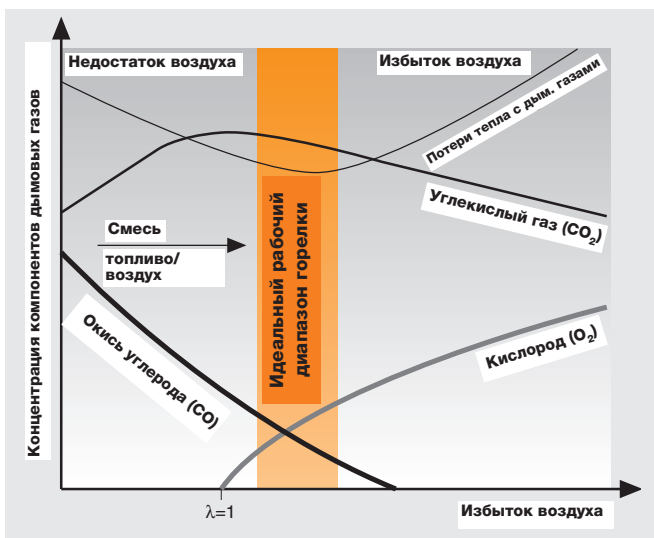 Недостаток воздуха
Избыток воздуха
Концентрация компонентов дымовых газов
Потери тепла с дым. газами
Углекислый газ (CO₂)
Смесь
топливо/
воздух
Идеальный рабочий
диапазон горелки
Окись углерода (CO)
Кислород (O₂)
λ=1
Избыток воздуха